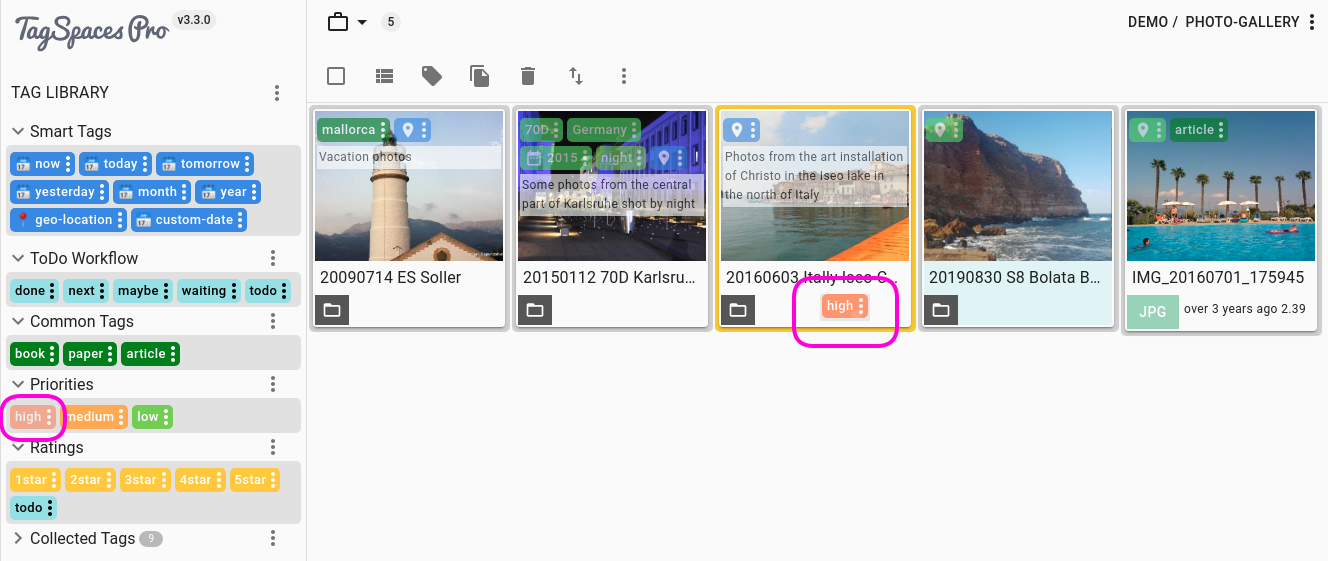 TagSpaces Pro v3.3.0
5
DEMO / PHOTO-GALLERY
TAG LIBRARY
Smart Tags
now today tomorrow
yesterday month year
geo-location custom-date
ToDo Workflow
done next maybe waiting todo
Common Tags
book paper article
Priorities
high medium low
Ratings
1star 2star 3star 4star 5star
todo
Collected Tags 9
mallorca
Vacation photos
20090714 ES Soller
70D Germany
2015 night
Some photos from the central
part of Karlsruhe shot by night
20150112 70D Karlsru...
Photos from the art installation
of Christo in the iseo lake in
the north of Italy
20160603 Itally Iseo C...
high
20190830 S8 Bolata B...
article
IMG_20160701_175945
JPG over 3 years ago 2.39